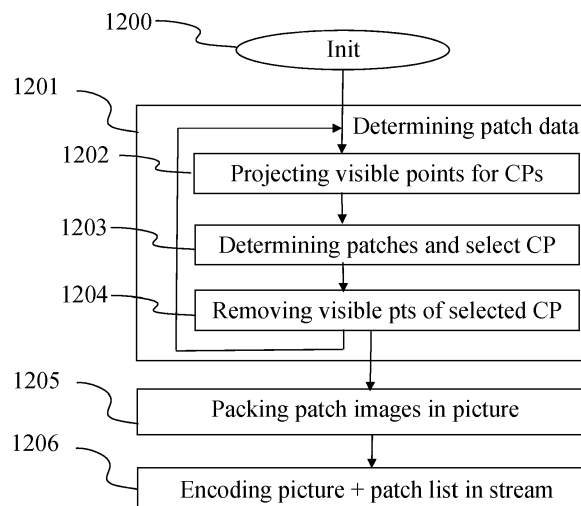 1200
Init
1201
Determining patch data
1202
Projecting visible points for CPs
1203
Determining patches and select CP
1204
Removing visible pts of selected CP
1205
Packing patch images in picture
1206
Encoding picture + patch list in stream